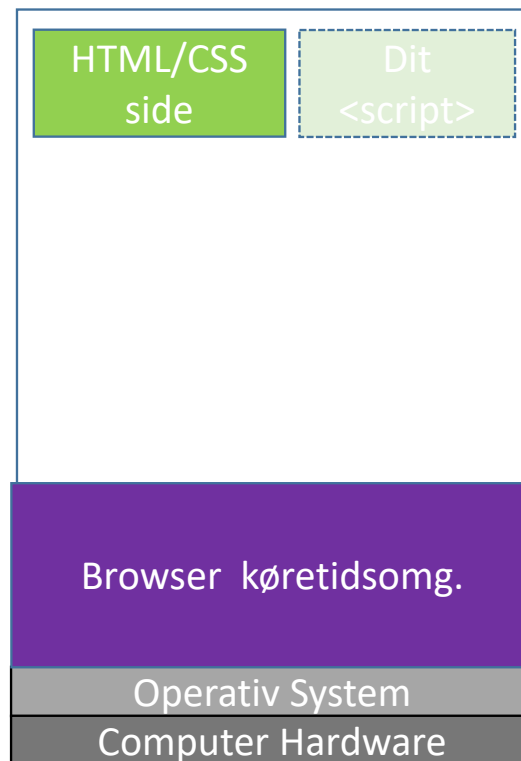 HTML/CSS
side
Dit
<script>
Browser køretidsomg.
Operativ System
Computer Hardware